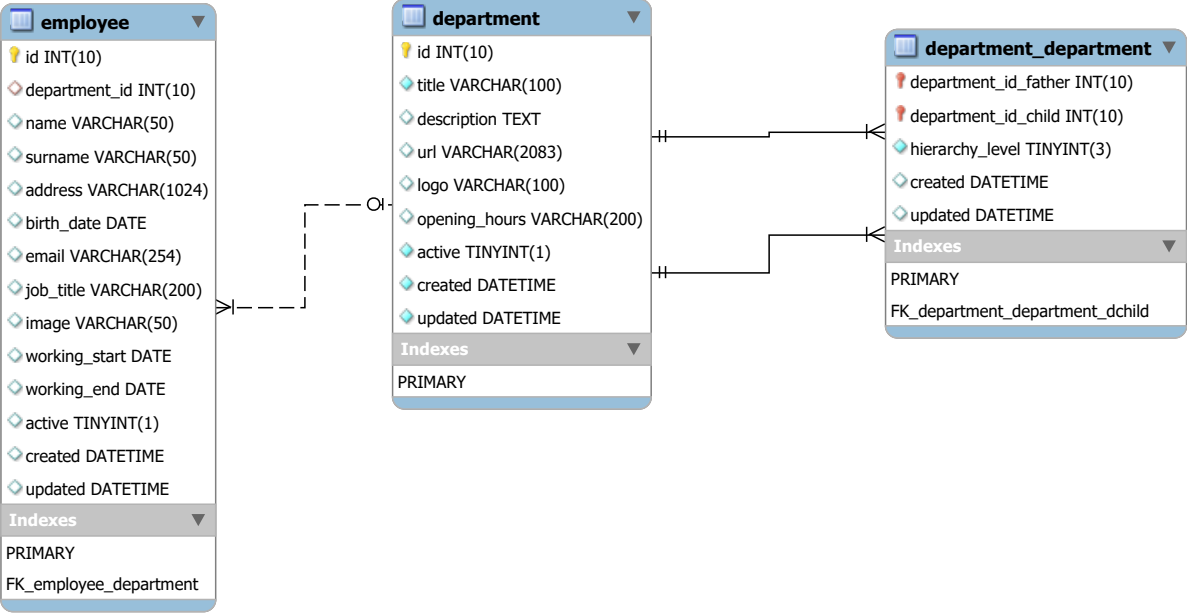 employee
id INT(10)
department_id INT(10)
name VARCHAR(50)
surname VARCHAR(50)
address VARCHAR(1024)
birth_date DATE
email VARCHAR(254)
job_title VARCHAR(200)
image VARCHAR(50)
working_start DATE
working_end DATE
active TINYINT(1)
created DATETIME
updated DATETIME
Indexes
PRIMARY
FK_employee_department
department
id INT(10)
title VARCHAR(100)
description TEXT
url VARCHAR(2083)
logo VARCHAR(100)
opening_hours VARCHAR(200)
active TINYINT(1)
created DATETIME
updated DATETIME
Indexes
PRIMARY
department_department
department_id_father INT(10)
department_id_child INT(10)
hierarchy_level TINYINT(3)
created DATETIME
updated DATETIME
Indexes
PRIMARY
FK_department_department_dchild